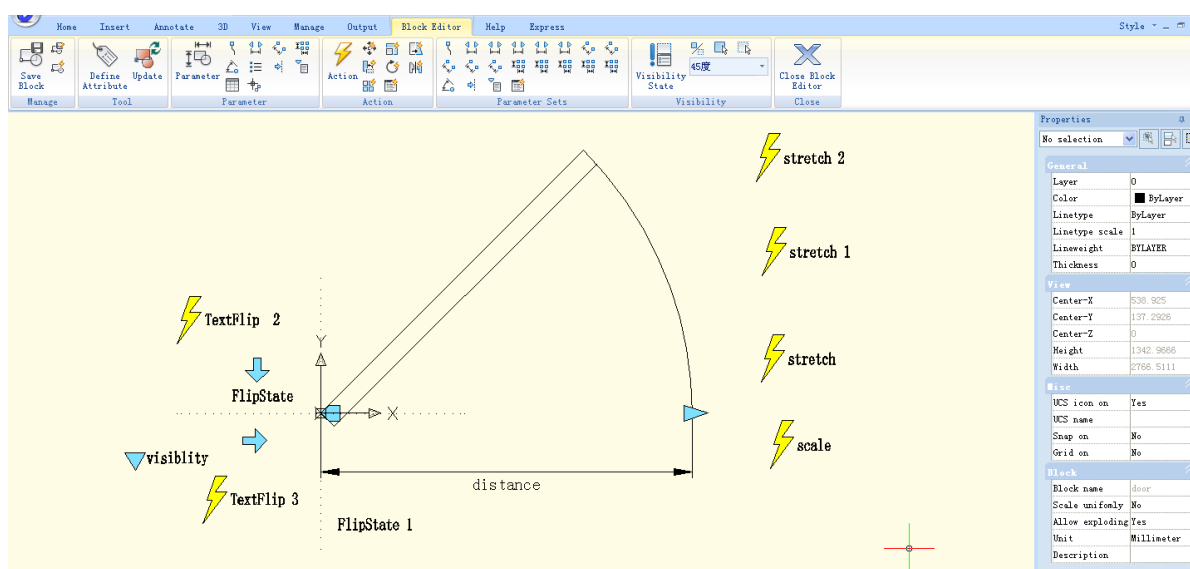 Home Insert Annotate 3D View Manage Output Block Editor Help Express Style
Save Block
Define Attribute
Update
Parameter
Action
Visibility State
45度
Close Block Editor
Manage Tool Parameter Action Parameter Sets Visibility Close
stretch 2
stretch 1
TextFlip 2
Y
stretch
FlipState
X
scale
visiblity
distance
TextFlip 3
FlipState 1
Properties
No selection
General
Layer 0
Color ByLayer
Linetype ByLayer
Linetype scale 1
Lineweight BYLAYER
Thickness 0
View
Center-X 538.925
Center-Y 137.2926
Center-Z 0
Height 1342.9666
Width 2766.5111
Misc
UCS icon on Yes
UCS name
Snap on No
Grid on No
Block
Block name door
Scale unifomly No
Allow exploding Yes
Unit Millimeter
Description